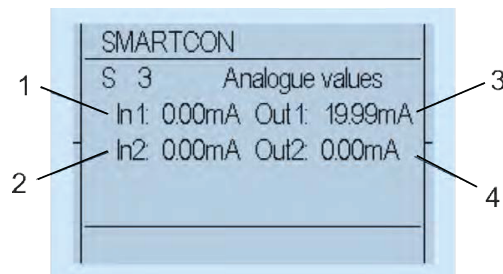 SMARTCON
S 3 Analogue values
1 In1: 0.00mA Out1: 19.99mA 3
2 In2: 0.00mA Out2: 0.00mA 4